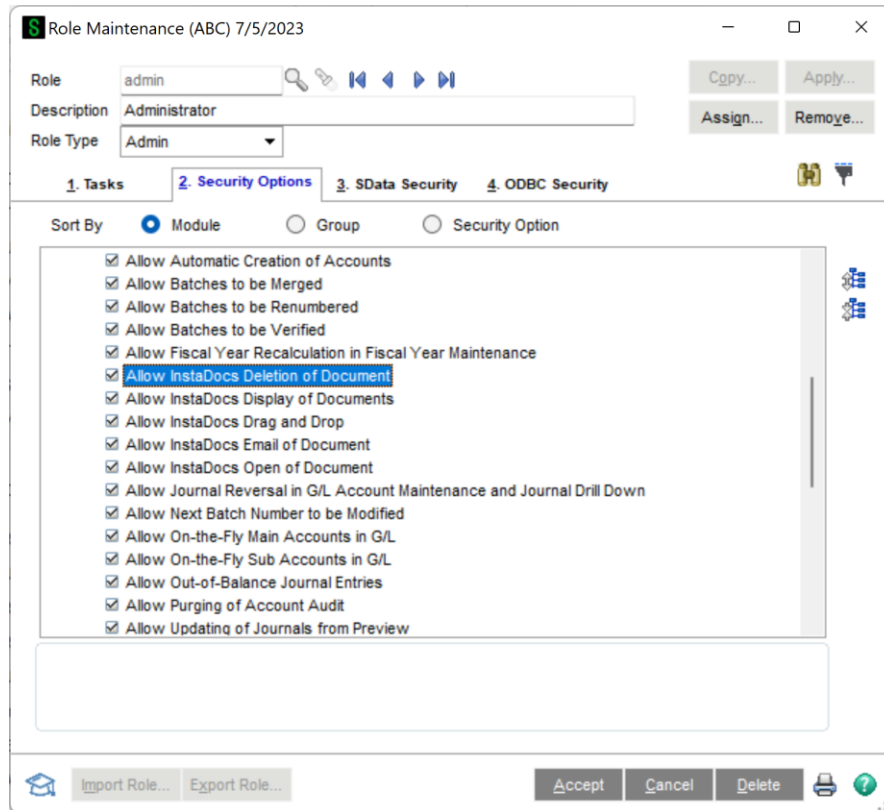 S Role Maintenance (ABC) 7/5/2023
Role admin Copy... Apply...
Description Administrator Assign... Remove...
Role Type Admin
1. Tasks 2. Security Options 3. SData Security 4. ODBC Security
Sort By Module Group Security Option
Allow Automatic Creation of Accounts
Allow Batches to be Merged
Allow Batches to be Renumbered
Allow Batches to be Verified
Allow Fiscal Year Recalculation in Fiscal Year Maintenance
Allow InstaDocs Deletion of Document
Allow InstaDocs Display of Documents
Allow InstaDocs Drag and Drop
Allow InstaDocs Email of Document
Allow InstaDocs Open of Document
Allow Journal Reversal in G/L Account Maintenance and Journal Drill Down
Allow Next Batch Number to be Modified
Allow On-the-Fly Main Accounts in G/L
Allow On-the-Fly Sub Accounts in G/L
Allow Out-of-Balance Journal Entries
Allow Purging of Account Audit
Allow Updating of Journals from Preview
Import Role... Export Role... Accept Cancel Delete ?